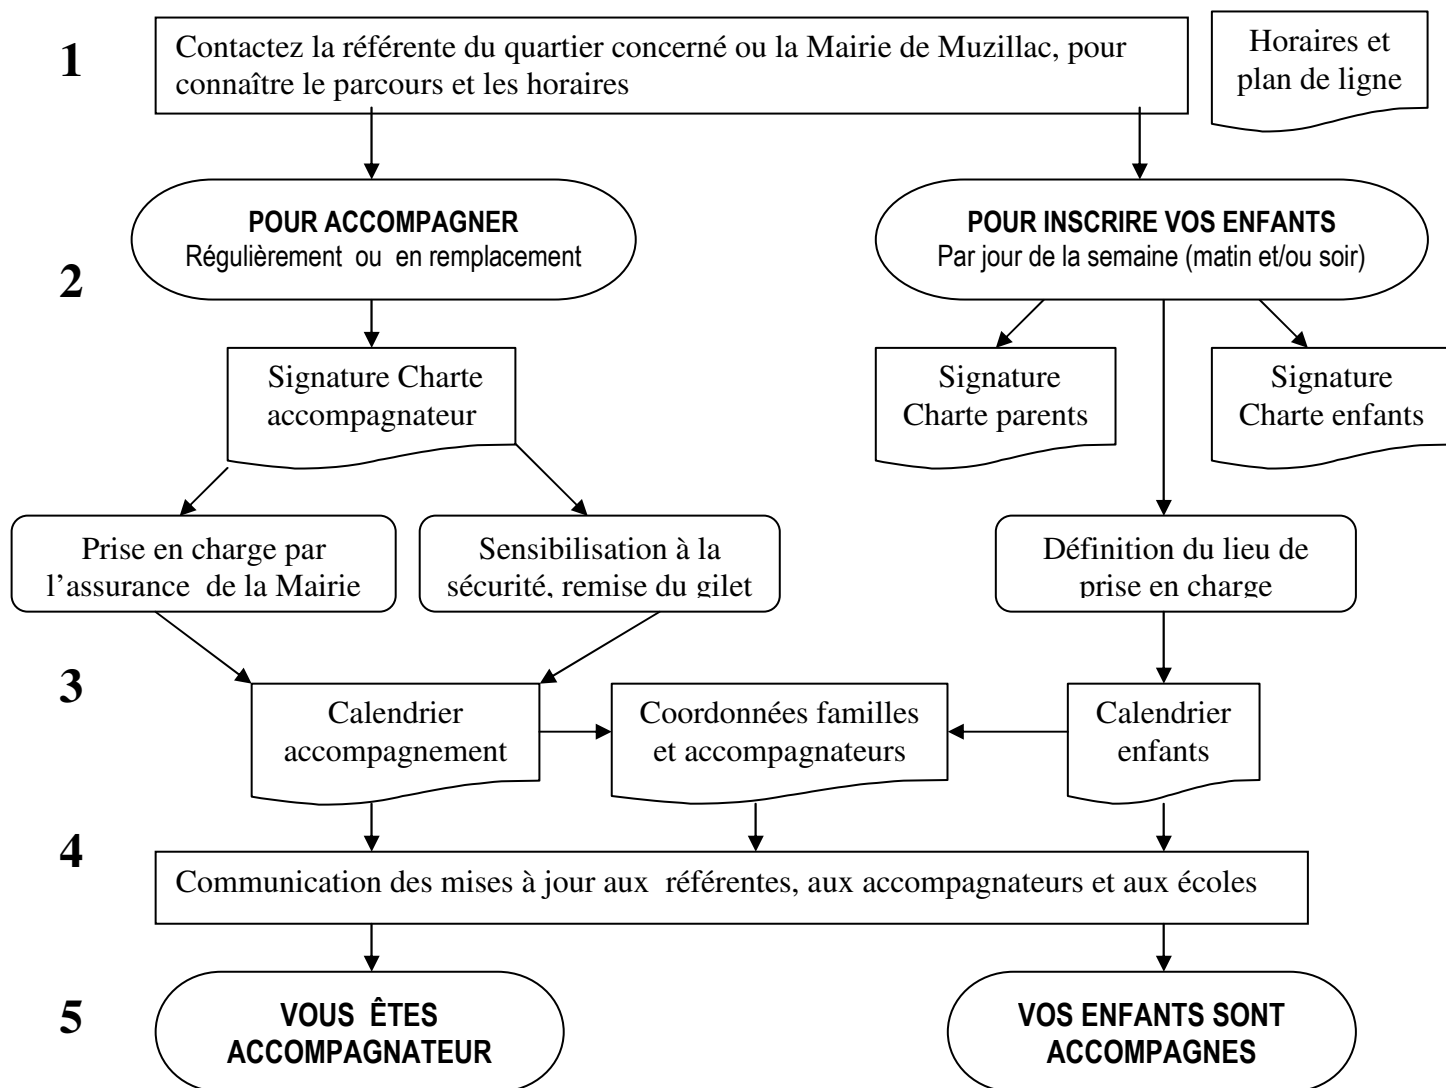 1
Contactez la référente du quartier concerné ou la Mairie de Muzillac, pour
connaître le parcours et les horaires
Horaires et
plan de ligne
2
POUR ACCOMPAGNER
Régulièrement ou en remplacement
POUR INSCRIRE VOS ENFANTS
Par jour de la semaine (matin et/ou soir)
Signature Charte
accompagnateur
Signature
Charte parents
Signature
Charte enfants
Prise en charge par
l’assurance de la Mairie
Sensibilisation à la
sécurité, remise du gilet
Définition du lieu de
prise en charge
3
Calendrier
accompagnement
Coordonnées familles
et accompagnateurs
Calendrier
enfants
4
Communication des mises à jour aux référentes, aux accompagnateurs et aux écoles
5
VOUS ÊTES
ACCOMPAGNATEUR
VOS ENFANTS SONT
ACCOMPAGNES